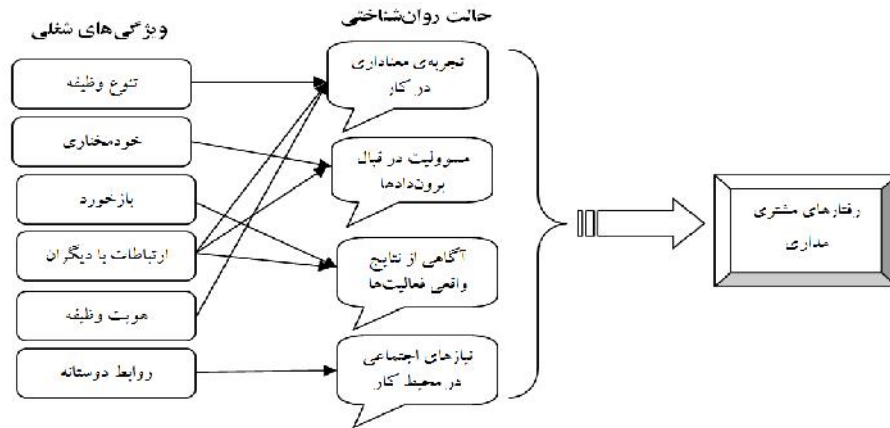 ویژگی‌های شغلی
تنوع وظیفه
خودمختاری
بازخورد
ارتباطات با دیگران
هویت وظیفه
روابط دوستانه
حالت روان‌شناختی
تجربه‌ی معناداری
در کار
مسوولیت در قبال
برون‌دادها
آگاهی از نتایج
واقعی فعالیت‌ها
نیازهای اجتماعی
در محیط کار
رفتارهای مشتری
مداری